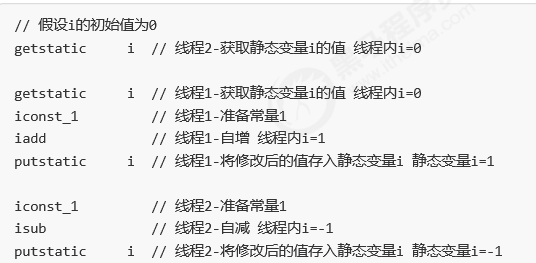 // 假设i的初始值为0
getstatic i // 线程2-获取静态变量i的值 线程内i=0
getstatic i // 线程1-获取静态变量i的值 线程内i=0
iconst_1 // 线程1-准备常量1
iadd // 线程1-自增 线程内i=1
putstatic i // 线程1-将修改后的值存入静态变量i 静态变量i=1
iconst_1 // 线程2-准备常量1
isub // 线程2-自减 线程内i=-1
putstatic i // 线程2-将修改后的值存入静态变量i 静态变量i=-1